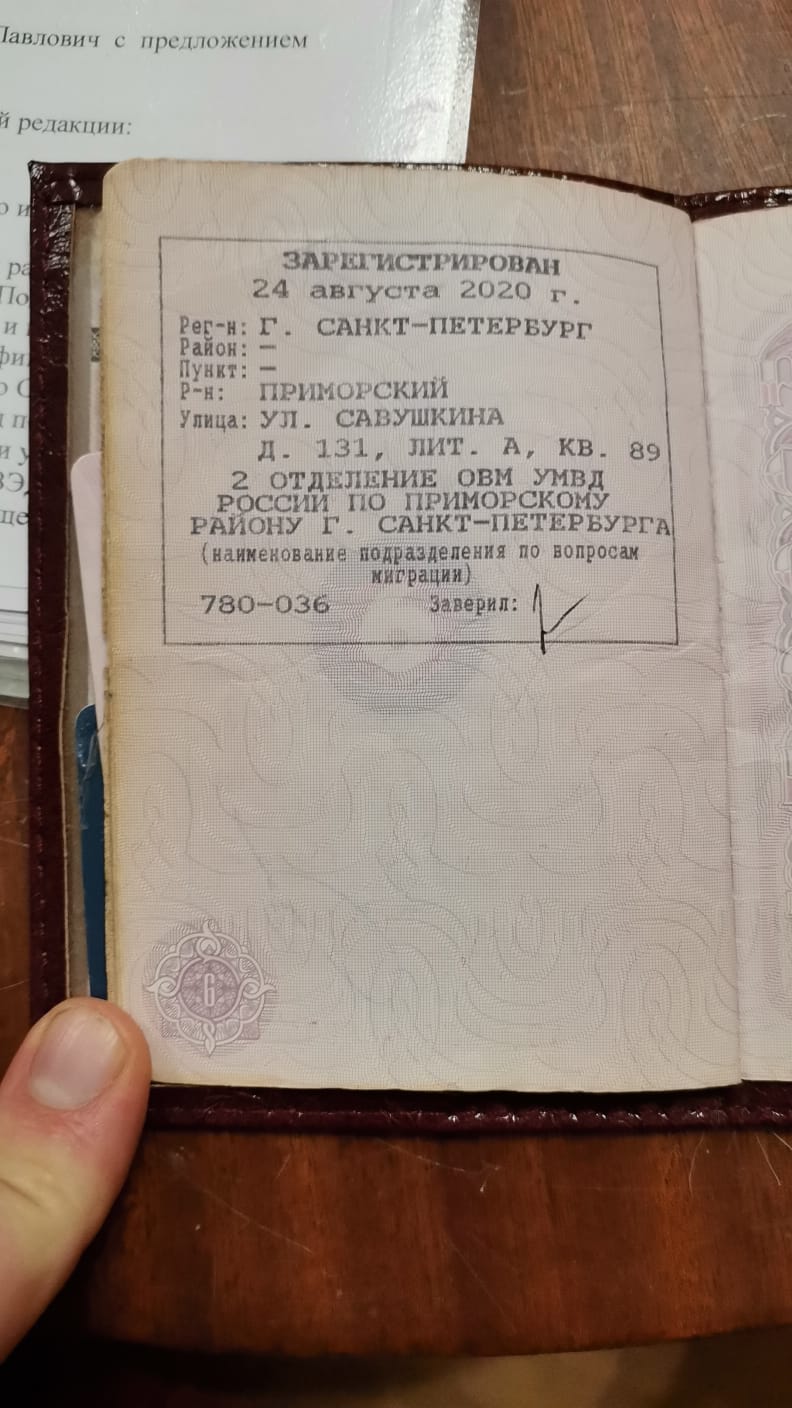 Павлович с предложением
й редакции:
ЗАРЕГИСТРИРОВАН
24 августа 2020 г.
Рег-н: Г. САНКТ-ПЕТЕРБУРГ
Район: —
Пункт: —
Р-н: ПРИМОРСКИЙ
Улица: УЛ. САВУШКИНА
Д. 131, ЛИТ. А, КВ. 89
2 ОТДЕЛЕНИЕ ОВМ УМВД
РОССИИ ПО ПРИМОРСКОМУ
РАЙОНУ Г. САНКТ-ПЕТЕРБУРГА
(наименование подразделения по вопросам
миграции)
780-036 Заверил:
6